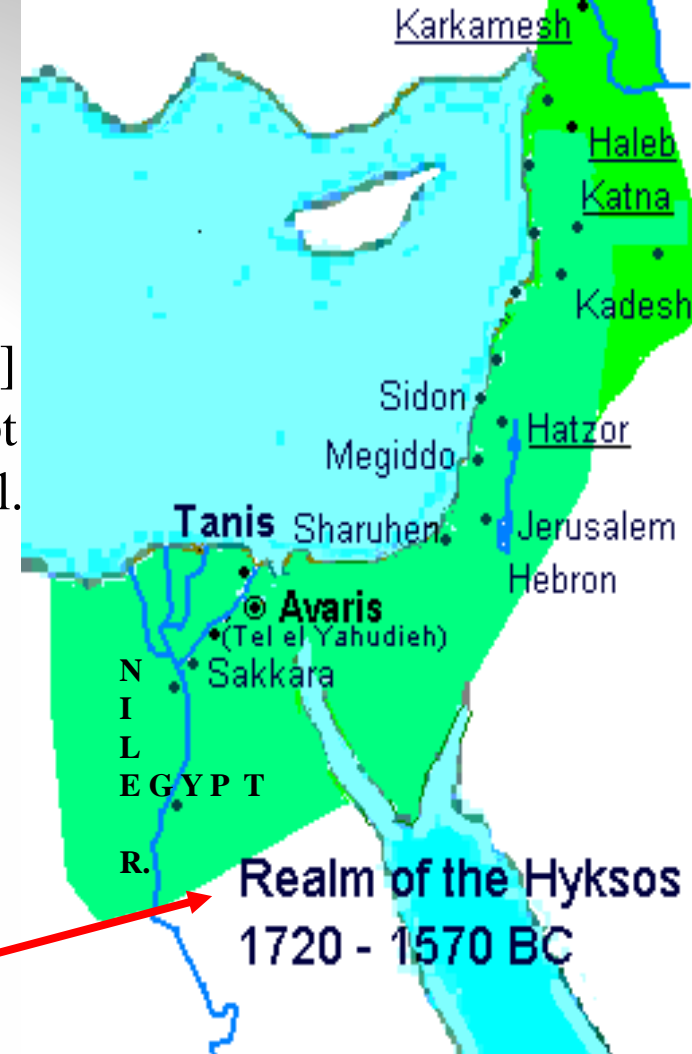 Karkamesh
Haleb
Katna
Kadesh
]
Sidon
Hatzor
Megiddo
l.
Tanis Sharuhen Jerusalem
Hebron
Avaris
(Tel el Yahudieh)
Sakkara
N
I
L
E G Y P T
R.
Realm of the Hyksos
1720 - 1570 BC